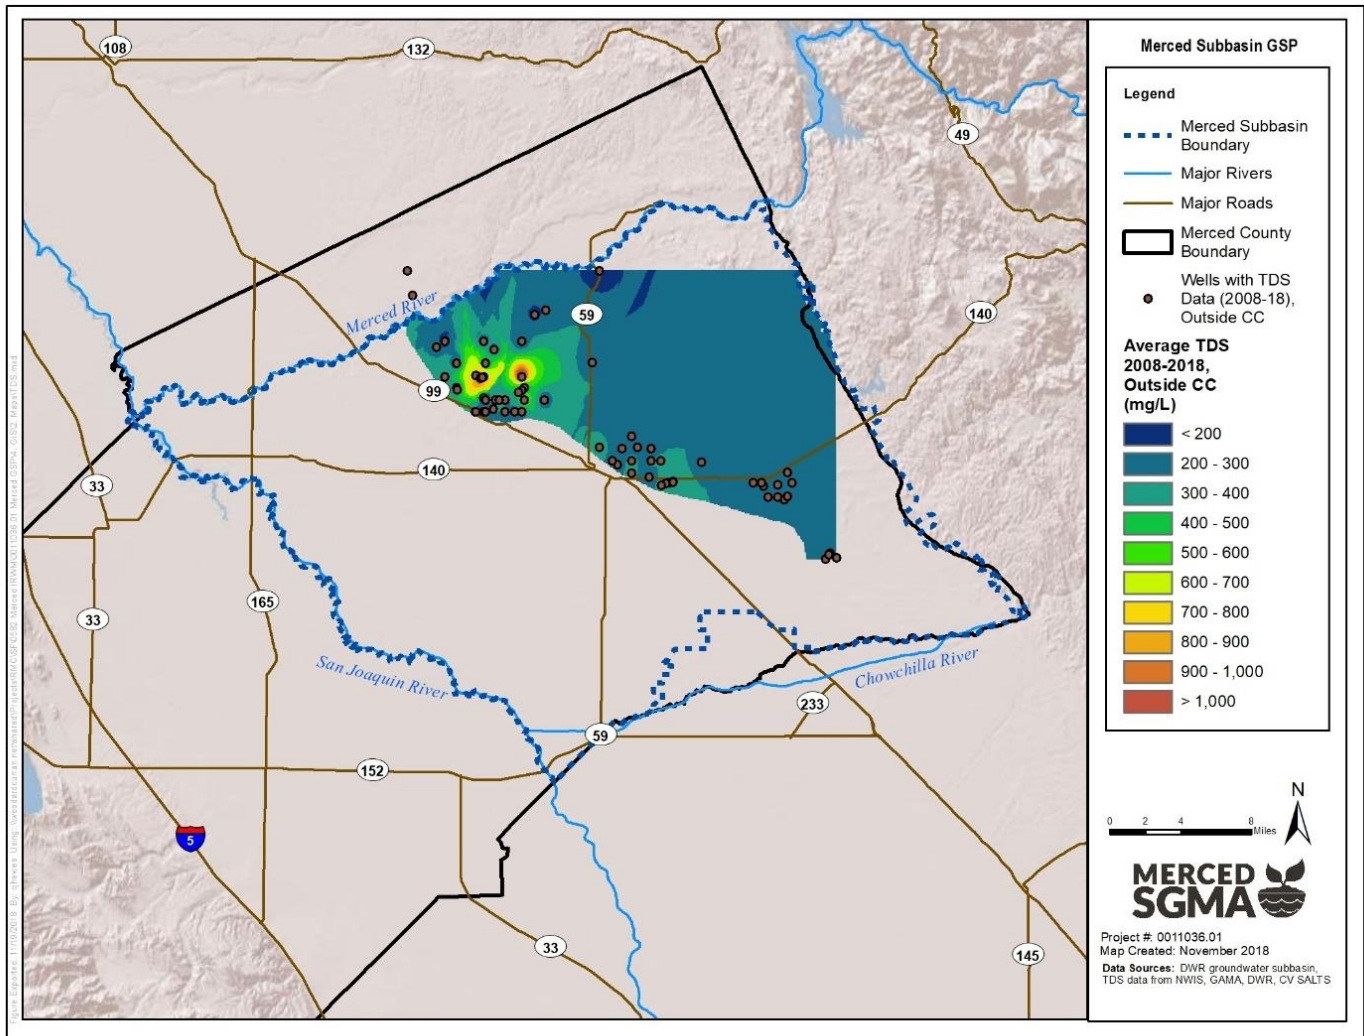 108
132
49
Merced River
59
140
99
140
33
165
33
San Joaquin River
Chowchilla River
233
59
152
5
33
145
Merced Subbasin GSP
Legend
Merced Subbasin
Boundary
Major Rivers
Major Roads
Merced County
Boundary
Wells with TDS
Data (2008-18),
Outside CC
Average TDS
2008-2018,
Outside CC
(mg/L)
< 200
200 - 300
300 - 400
400 - 500
500 - 600
600 - 700
700 - 800
800 - 900
900 - 1,000
> 1,000
N
0 2 4 8
Miles
MERCED
SGMA
Project #: 0011036.01
Map Created: November 2018
Data Sources: DWR groundwater subbasin,
TDS data from NWIS, GAMA, DWR, CV SALTS